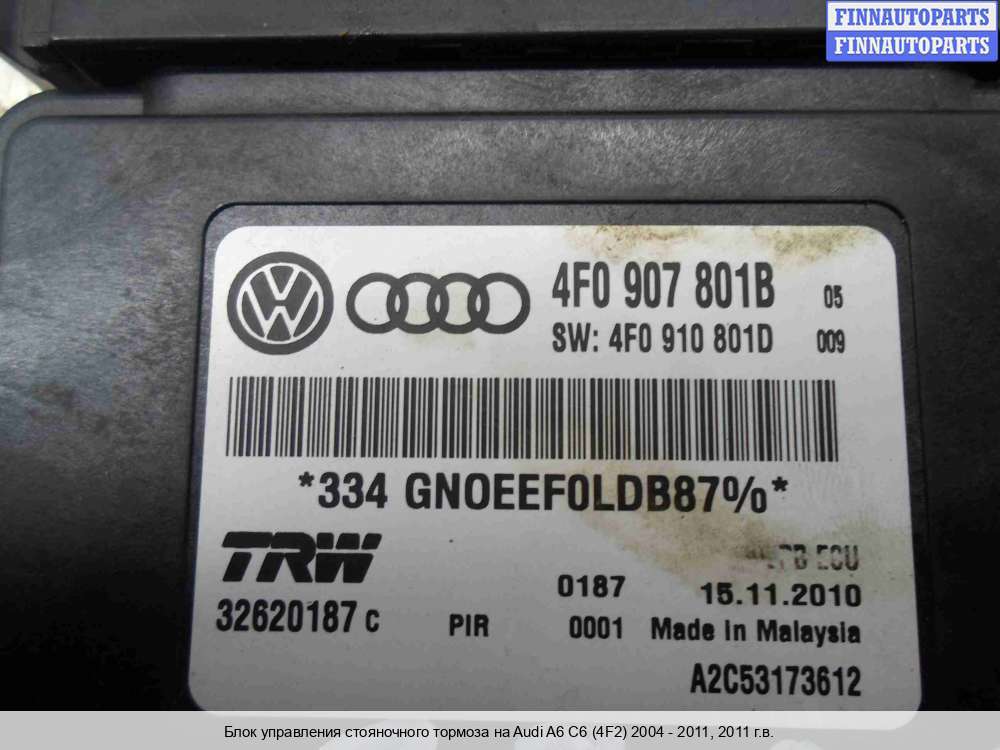 FINNAUTOPARTS
FINNAUTOPARTS
4F0 907 801B 05
SW: 4F0 910 801D 009
*334 GNOEEF0LDB87%*
TRW
ECU
0187 15.11.2010
32620187 C PIR 0001 Made in Malaysia
A2C53173612
Блок управления стояночного тормоза на Audi A6 C6 (4F2) 2004 - 2011, 2011 г.в.